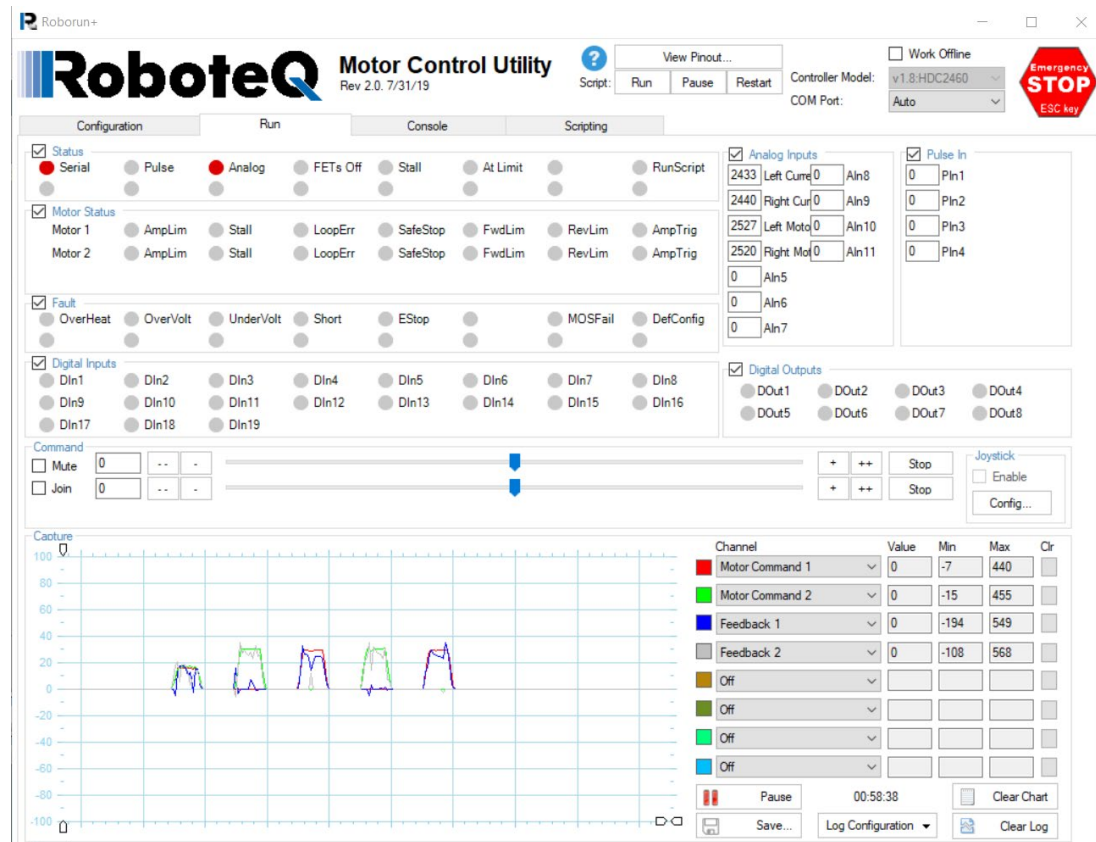 Roborun+
RoboteQ
Motor Control Utility
Rev 2.0. 7/31/19
?
View Pinout...
Script: Run Pause Restart
Work Offline
Controller Model: v1.8:HDC2460
COM Port: Auto
Emergency
STOP
ESC key
Configuration Run Console Scripting
Status
Serial Pulse Analog FETs Off Stall At Limit RunScript
Motor Status
Motor 1 AmpLim Stall LoopErr SafeStop FwdLim RevLim AmpTrig
Motor 2 AmpLim Stall LoopErr SafeStop FwdLim RevLim AmpTrig
Fault
OverHeat OverVolt UnderVolt Short EStop MOSFail DefConfig
Digital Inputs
DIn1 DIn2 DIn3 DIn4 DIn5 DIn6 DIn7 DIn8
DIn9 DIn10 DIn11 DIn12 DIn13 DIn14 DIn15 DIn16
DIn17 DIn18 DIn19
Analog Inputs
2433 Left Curre 0 AIn8
2440 Right Cur 0 AIn9
2527 Left Moto 0 AIn10
2520 Right Mot 0 AIn11
0 AIn5
0 AIn6
0 AIn7
Pulse In
0 PIn1
0 PIn2
0 PIn3
0 PIn4
Digital Outputs
DOut1 DOut2 DOut3 DOut4
DOut5 DOut6 DOut7 DOut8
Command
Mute 0 -- - + ++ Stop
Join 0 -- - + ++ Stop
Joystick
Enable
Config...
Capture
100
80
60
40
20
0
-20
-40
-60
-80
-100
Channel Value Min Max Clr
Motor Command 1 0 -7 440
Motor Command 2 0 -15 455
Feedback 1 0 -194 549
Feedback 2 0 -108 568
Off
Off
Off
Off
Pause 00:58:38 Clear Chart
Save... Log Configuration Clear Log